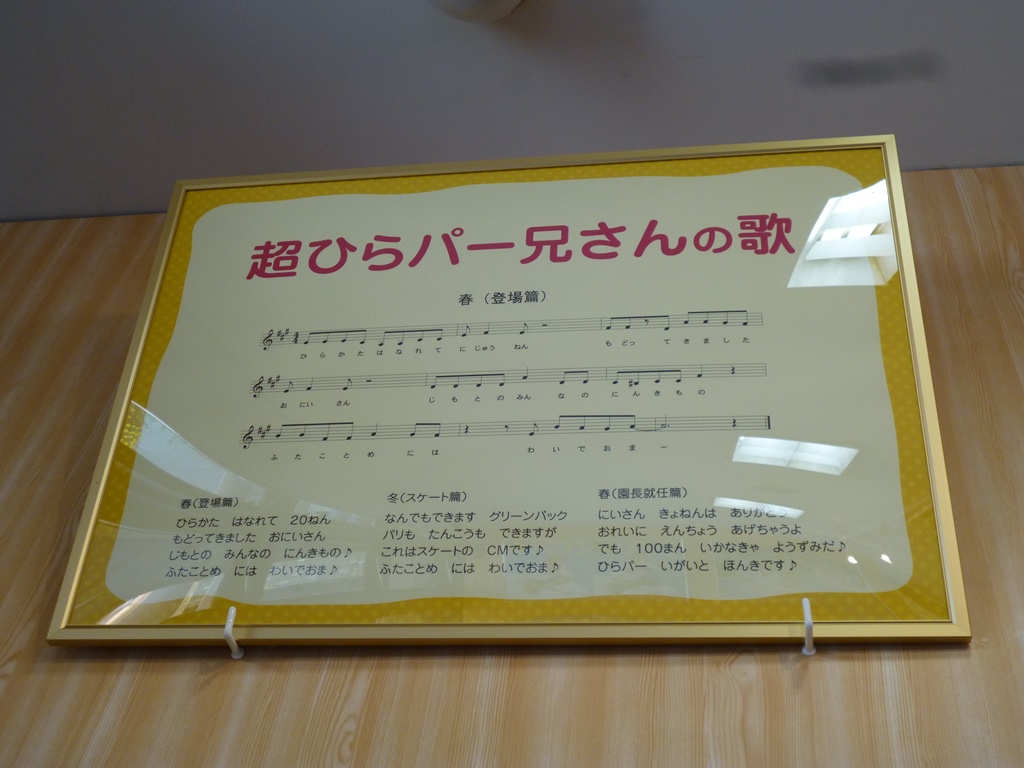 超ひらパー兄さんの歌
春（登場篇）
ひらかたはなれて にじゅう ねん もどっ てきました
おにい さん じもとのみん なの にんきもの
ふたことめ には わいでおまー
春（登場篇）
ひらかた はなれて 20ねん
もどってきました おにいさん
じもとの みんなの にんきもの♪
ふたことめ には わいでおま♪
冬（スケート篇）
なんでもできます グリーンバック
パリも たんこうも できますが
これはスケートの CMです♪
ふたことめ には わいでおま♪
春（園長就任篇）
にいさん きょねんは ありがとう
おれいに えんちょう あげちゃうよ
でも 100まん いかなきゃ ようずみだ♪
ひらパー いがいと ほんきです♪